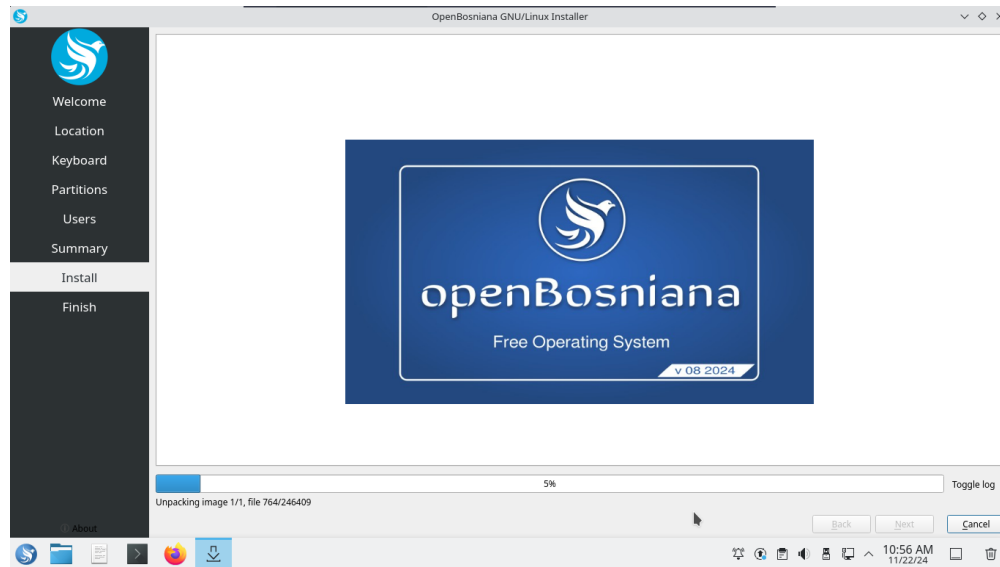 OpenBosniana GNU/Linux Installer
Welcome
Location
Keyboard
Partitions
Users
Summary
Install
Finish
About
openBosniana
Free Operating System
v 08 2024
5%
Toggle log
Unpacking image 1/1, file 764/246409
Back
Next
Cancel
10:56 AM
11/22/24